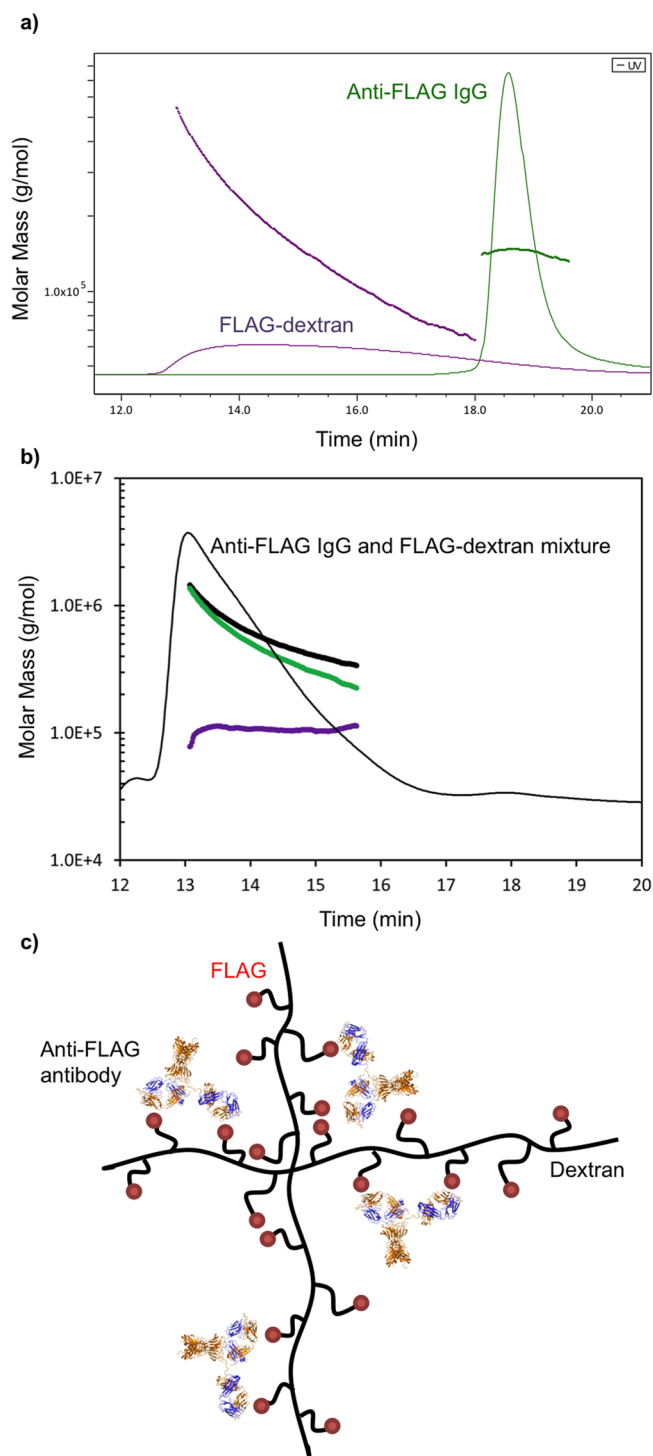 a)
UV
Anti-FLAG IgG
Molar Mass (g/mol)
1.0x10⁵
FLAG-dextran
12.0 14.0 16.0 18.0 20.0
Time (min)
b)
1.0E+7
Anti-FLAG IgG and FLAG-dextran mixture
1.0E+6
Molar Mass (g/mol)
1.0E+5
1.0E+4
12 13 14 15 16 17 18 19 20
Time (min)
c)
FLAG
Anti-FLAG
antibody
Dextran